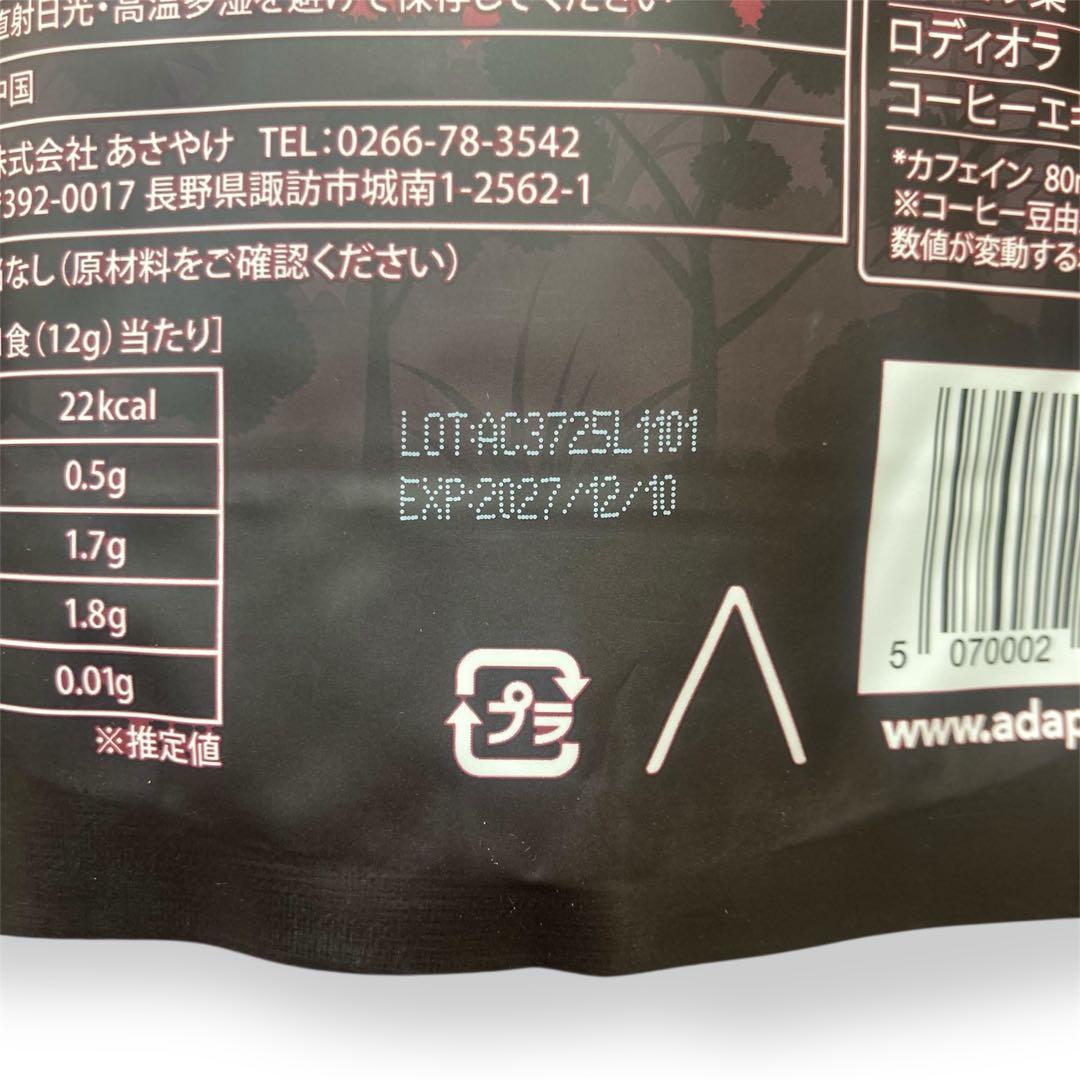 直射日光・高温多湿を避けて保存してください
中国
株式会社 あさやけ TEL:0266-78-3542
〒392-0017 長野県諏訪市城南1-2562-1
なし(原材料をご確認ください)
食(12g)当たり]
22kcal
0.5g
1.7g
1.8g
0.01g
※推定値
LOT:AC3725L1101
EXP:2027/12/10
プラ
ロディオラ
コーヒーエキ
*カフェイン 80m
※コーヒー豆由
数値が変動する
5 070002
www.adap